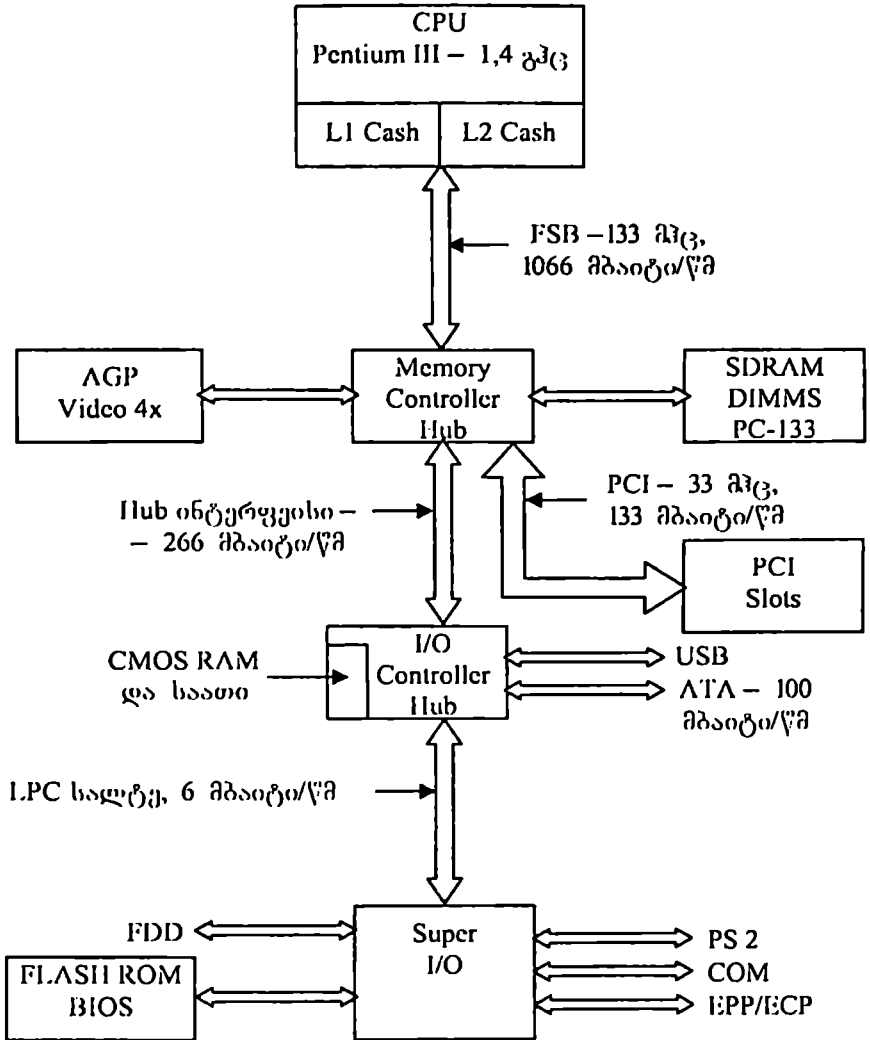 CPU
Pentium III – 1,4 გჰც
L1 Cash
L2 Cash
FSB –133 მჰც,
1066 მბაიტი/წმ
AGP
Video 4x
Memory
Controller
Hub
SDRAM
DIMMS
PC-133
Hub ინტერფეისი –
– 266 მბაიტი/წმ
PCI – 33 მჰც,
133 მბაიტი/წმ
PCI
Slots
CMOS RAM
და საათი
I/O
Controller
Hub
USB
ATA – 100
მბაიტი/წმ
LPC სალტე, 6 მბაიტი/წმ
FDD
FLASH ROM
BIOS
Super
I/O
PS 2
COM
EPP/ECP